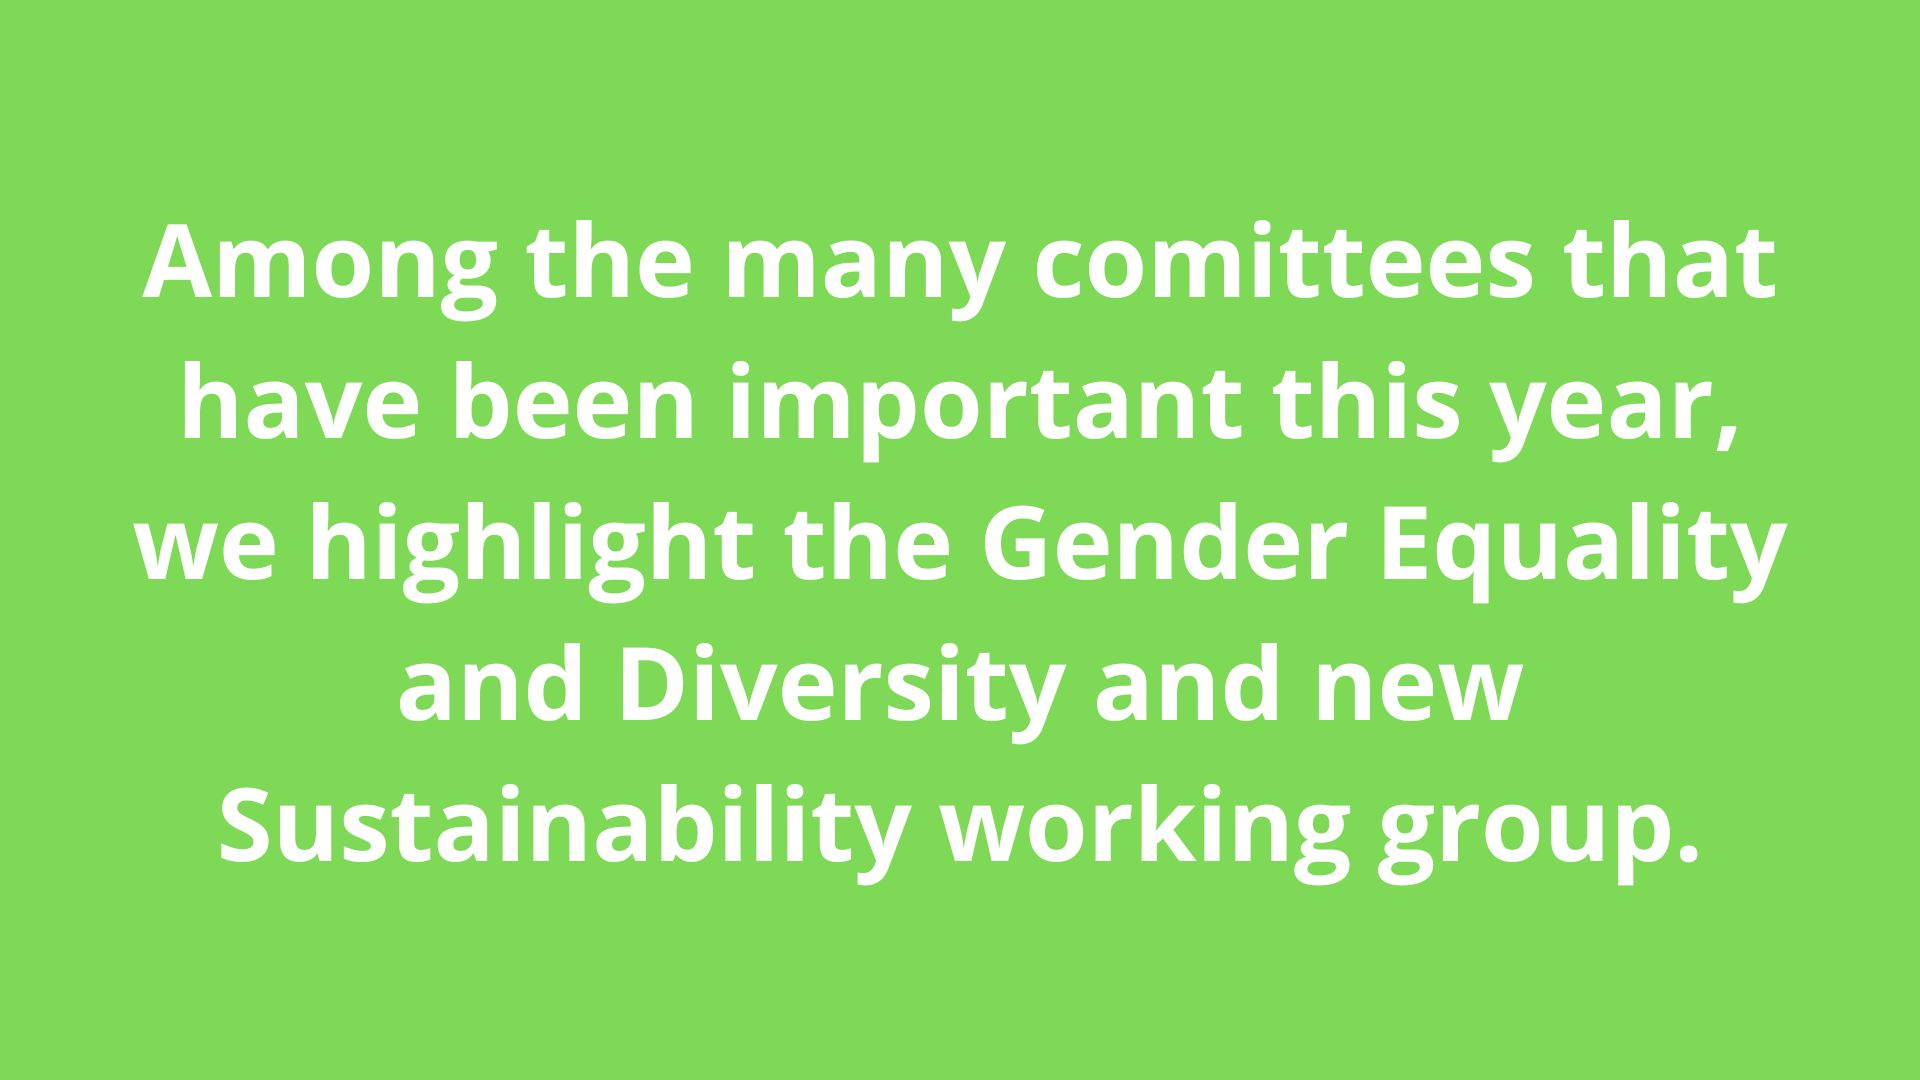 Among the many comittees that
have been important this year,
we highlight the Gender Equality
and Diversity and new
Sustainability working group.